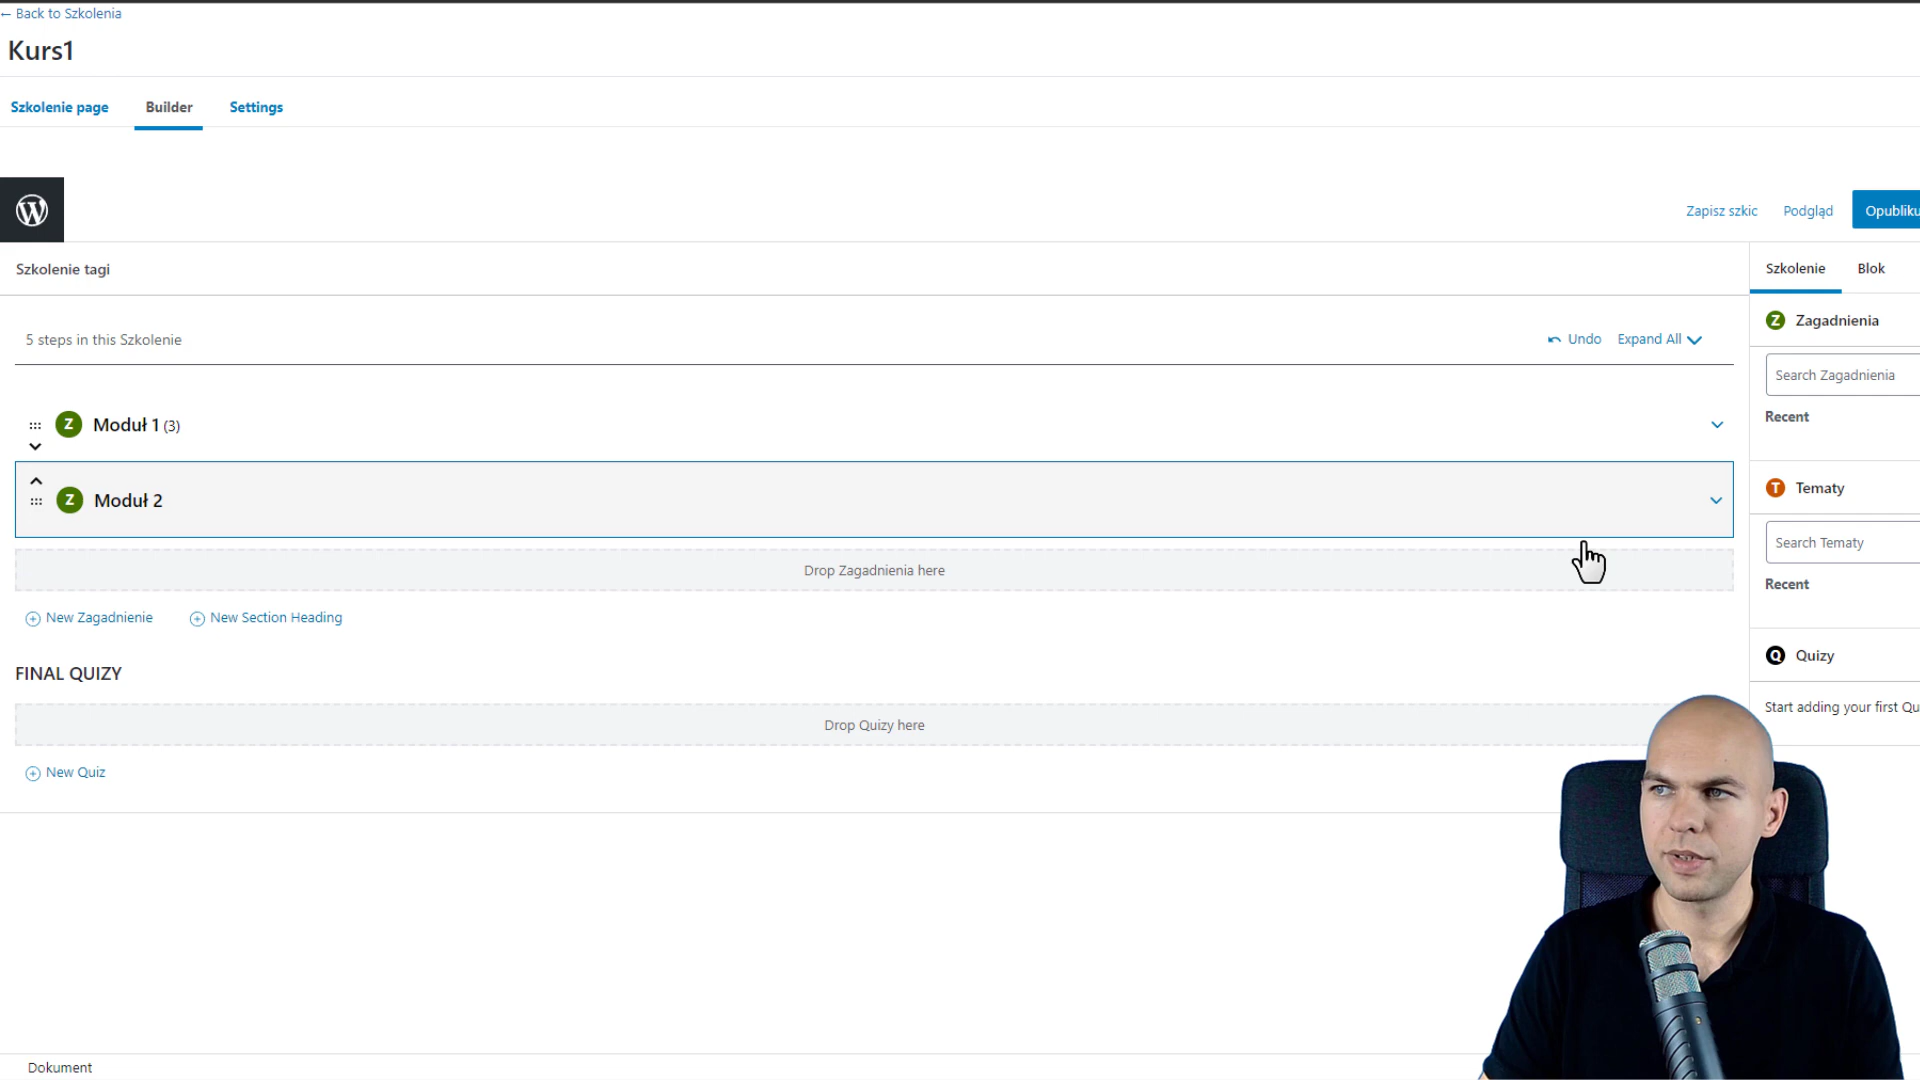 ← Back to Szkolenia
Kurs1
Szkolenie page
Builder
Settings
Zapisz szkic
Podgląd
Opubliku
Szkolenie tagi
Szkolenie
Blok
5 steps in this Szkolenie
Undo
Expand All
Z Zagadnienia
Search Zagadnienia
Recent
Z Moduł 1 (3)
Z Moduł 2
T Tematy
Search Tematy
Recent
Drop Zagadnienia here
New Zagadnienie
New Section Heading
Q Quizy
Start adding your first Qu
FINAL QUIZY
Drop Quizy here
New Quiz
Dokument